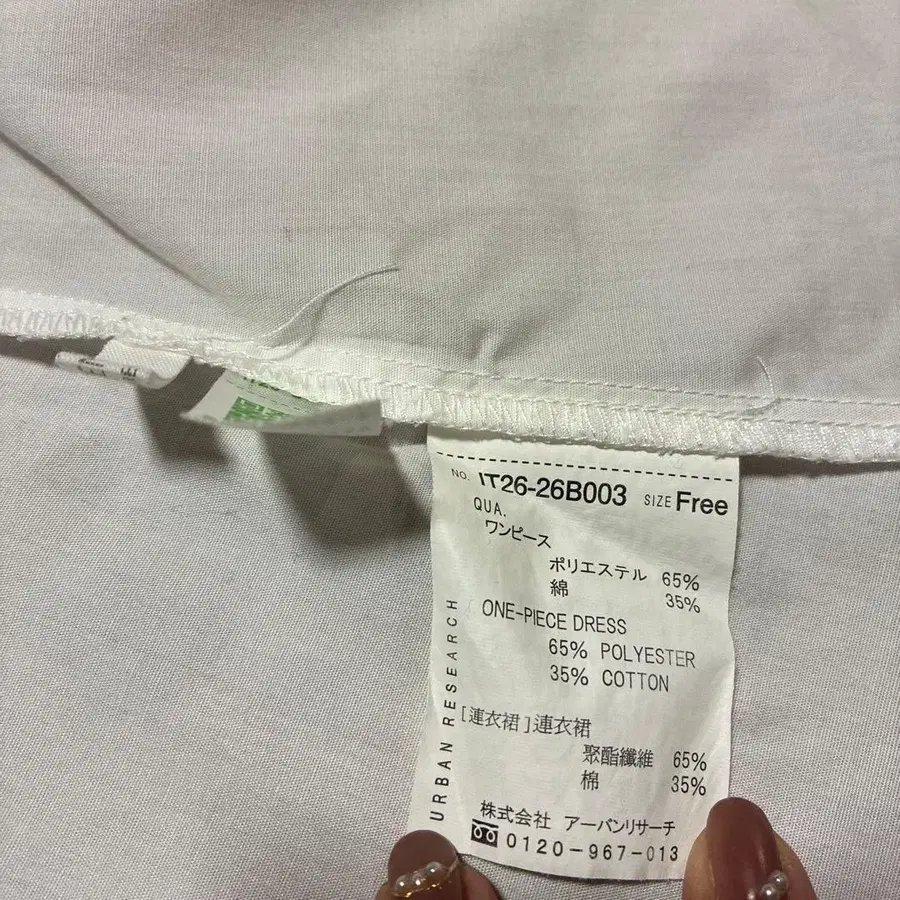 NO. IT26-26B003 SIZE Free
QUA.
ワンピース
ポリエステル 65%
綿 35%
ONE-PIECE DRESS
65% POLYESTER
35% COTTON
[連衣裙]連衣裙
聚酯纖維 65%
棉 35%
株式会社 アーバンリサーチ
0120-967-013
URBAN RESEARCH